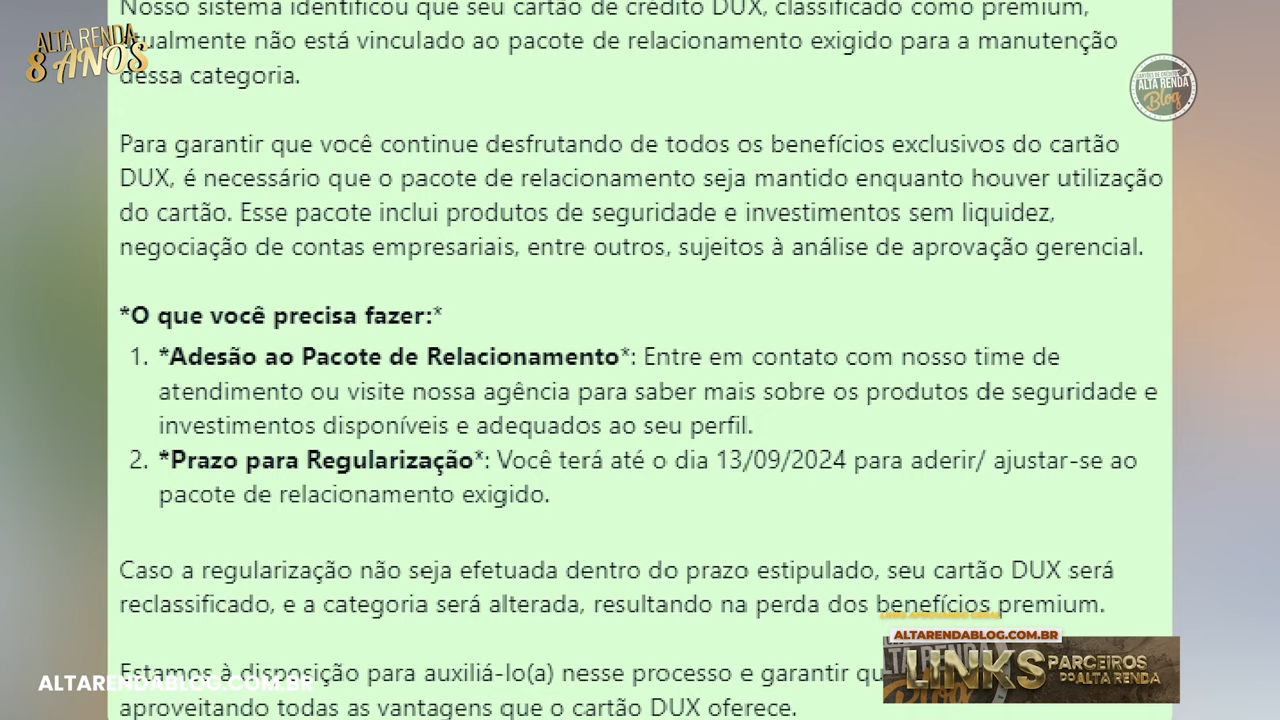 Nosso sistema identificou que seu cartão de crédito DUX, classificado como premium,
atualmente não está vinculado ao pacote de relacionamento exigido para a manutenção
dessa categoria.
ALTA RENDA
8 ANOS
CARTÕES DE CRÉDITO
ALTA RENDA
Blog
Para garantir que você continue desfrutando de todos os benefícios exclusivos do cartão
DUX, é necessário que o pacote de relacionamento seja mantido enquanto houver utilização
do cartão. Esse pacote inclui produtos de seguridade e investimentos sem liquidez,
negociação de contas empresariais, entre outros, sujeitos à análise de aprovação gerencial.
*O que você precisa fazer:*
1. *Adesão ao Pacote de Relacionamento*: Entre em contato com nosso time de
atendimento ou visite nossa agência para saber mais sobre os produtos de seguridade e
investimentos disponíveis e adequados ao seu perfil.
2. *Prazo para Regularização*: Você terá até o dia 13/09/2024 para aderir/ ajustar-se ao
pacote de relacionamento exigido.
Caso a regularização não seja efetuada dentro do prazo estipulado, seu cartão DUX será
reclassificado, e a categoria será alterada, resultando na perda dos benefícios premium.
Estamos à disposição para auxiliá-lo(a) nesse processo e garantir qu
aproveitando todas as vantagens que o cartão DUX oferece.
ALTARENDABLOG.COM.BR
ALTARENDABLOG.COM.BR
LINKS PARCEIROS
DO ALTA RENDA